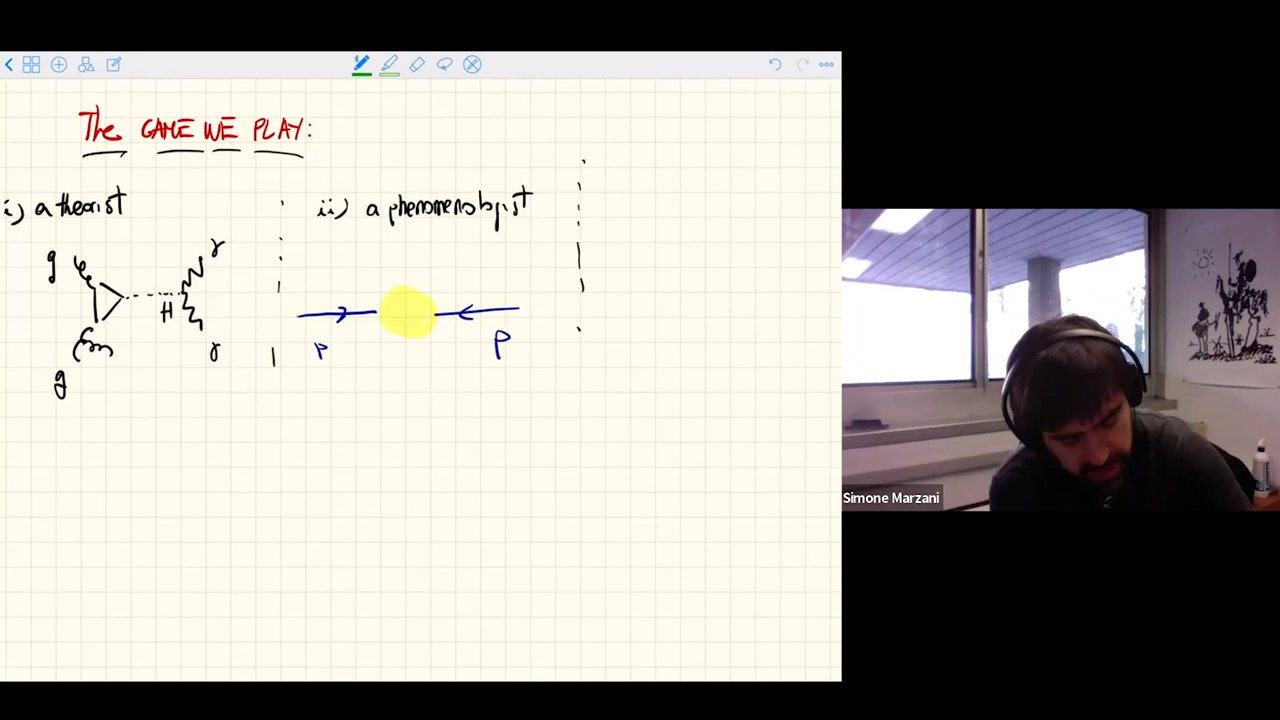 The GAME WE PLAY:
i) a theorist
ii) a phenomenologist
g
γ
H
γ
g
P
P
Simone Marzani